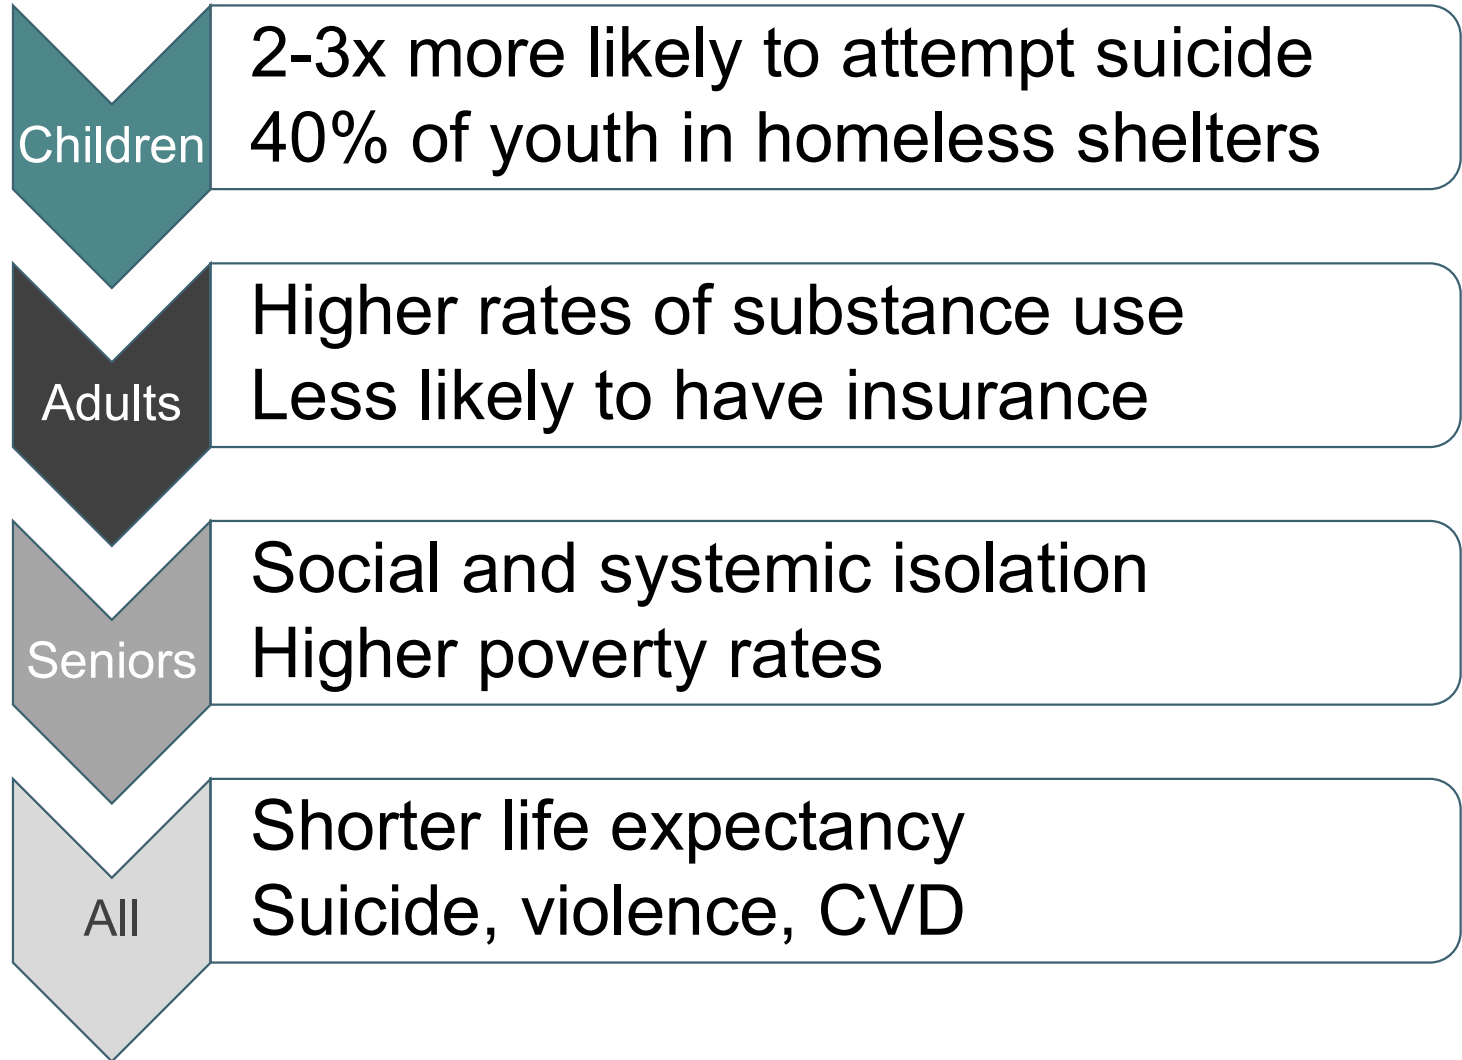 Children
2-3x more likely to attempt suicide
40% of youth in homeless shelters
Adults
Higher rates of substance use
Less likely to have insurance
Seniors
Social and systemic isolation
Higher poverty rates
All
Shorter life expectancy
Suicide, violence, CVD